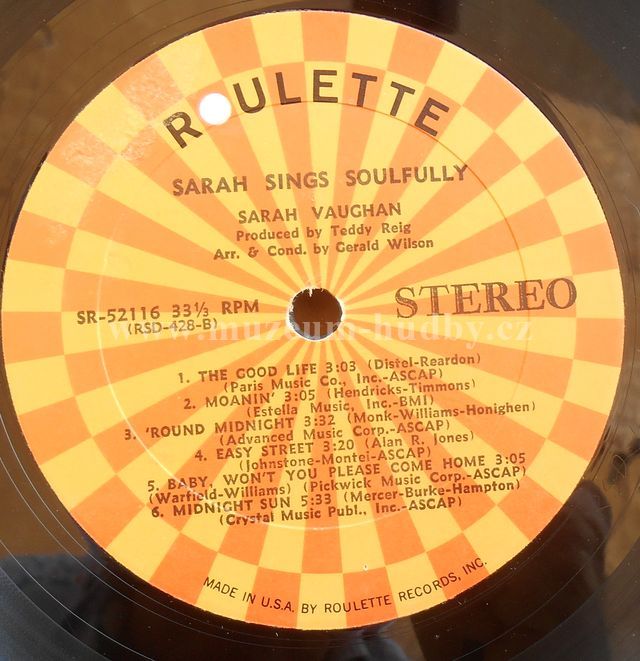 ROULETTE
SARAH SINGS SOULFULLY
SARAH VAUGHAN
Produced by Teddy Reig
Arr. & Cond. by Gerald Wilson
STEREO
SR-52116 33⅓ RPM
(RSD-428-B)
www.muzeum-hudby.cz
1. THE GOOD LIFE 3:03 (Distel-Reardon)
(Paris Music Co., Inc.-ASCAP)
2. MOANIN' 3:05 (Hendricks-Timmons)
(Estella Music, Inc.-BMI)
3. 'ROUND MIDNIGHT 3:32 (Monk-Williams-Honighen)
(Advanced Music Corp.-ASCAP)
4. EASY STREET 3:20 (Alan R. Jones)
(Johnstone-Montei-ASCAP)
5. BABY, WON'T YOU PLEASE COME HOME 3:05
(Warfield-Williams) (Pickwick Music Corp.-ASCAP)
6. MIDNIGHT SUN 5:33 (Mercer-Burke-Hampton)
(Crystal Music Publ., Inc.-ASCAP)
MADE IN U.S.A. BY ROULETTE RECORDS, INC.